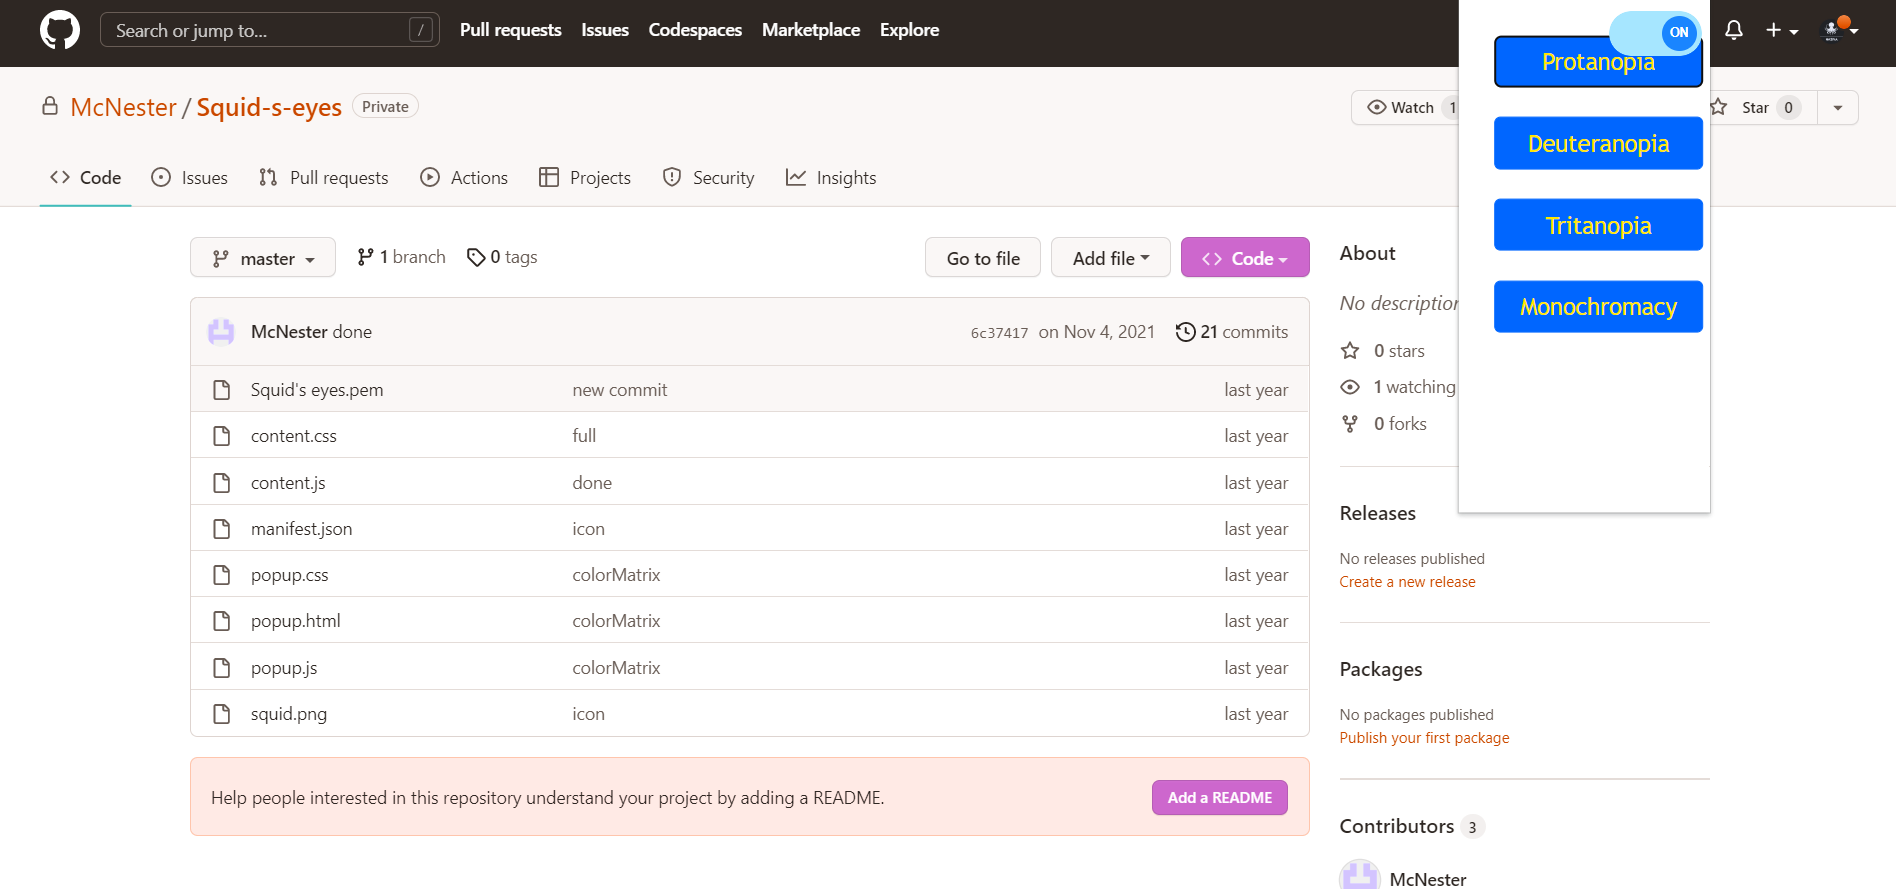 Search or jump to... /
Pull requests Issues Codespaces Marketplace Explore
ON
Protanopia
Deuteranopia
Tritanopia
Monochromacy
McNester / Squid-s-eyes Private
Watch 1
Star 0
Code Issues Pull requests Actions Projects Security Insights
master 1 branch 0 tags
Go to file Add file Code
McNester done 6c37417 on Nov 4, 2021 21 commits
Squid's eyes.pem new commit last year
content.css full last year
content.js done last year
manifest.json icon last year
popup.css colorMatrix last year
popup.html colorMatrix last year
popup.js colorMatrix last year
squid.png icon last year
Help people interested in this repository understand your project by adding a README.
Add a README
About
No description
0 stars
1 watching
0 forks
Releases
No releases published
Create a new release
Packages
No packages published
Publish your first package
Contributors 3
McNester